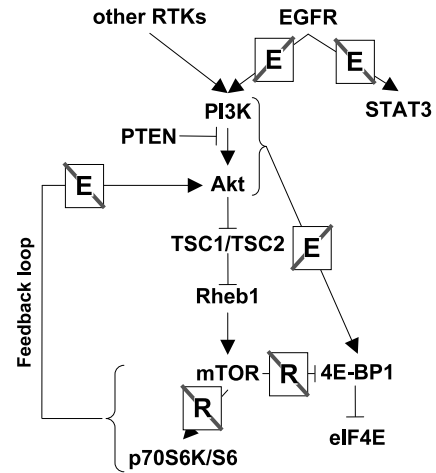 other RTKs
EGFR
E
E
PI3K
STAT3
PTEN
E
Akt
TSC1/TSC2
E
Rheb1
Feedback loop
mTOR
R
4E-BP1
R
eIF4E
p70S6K/S6